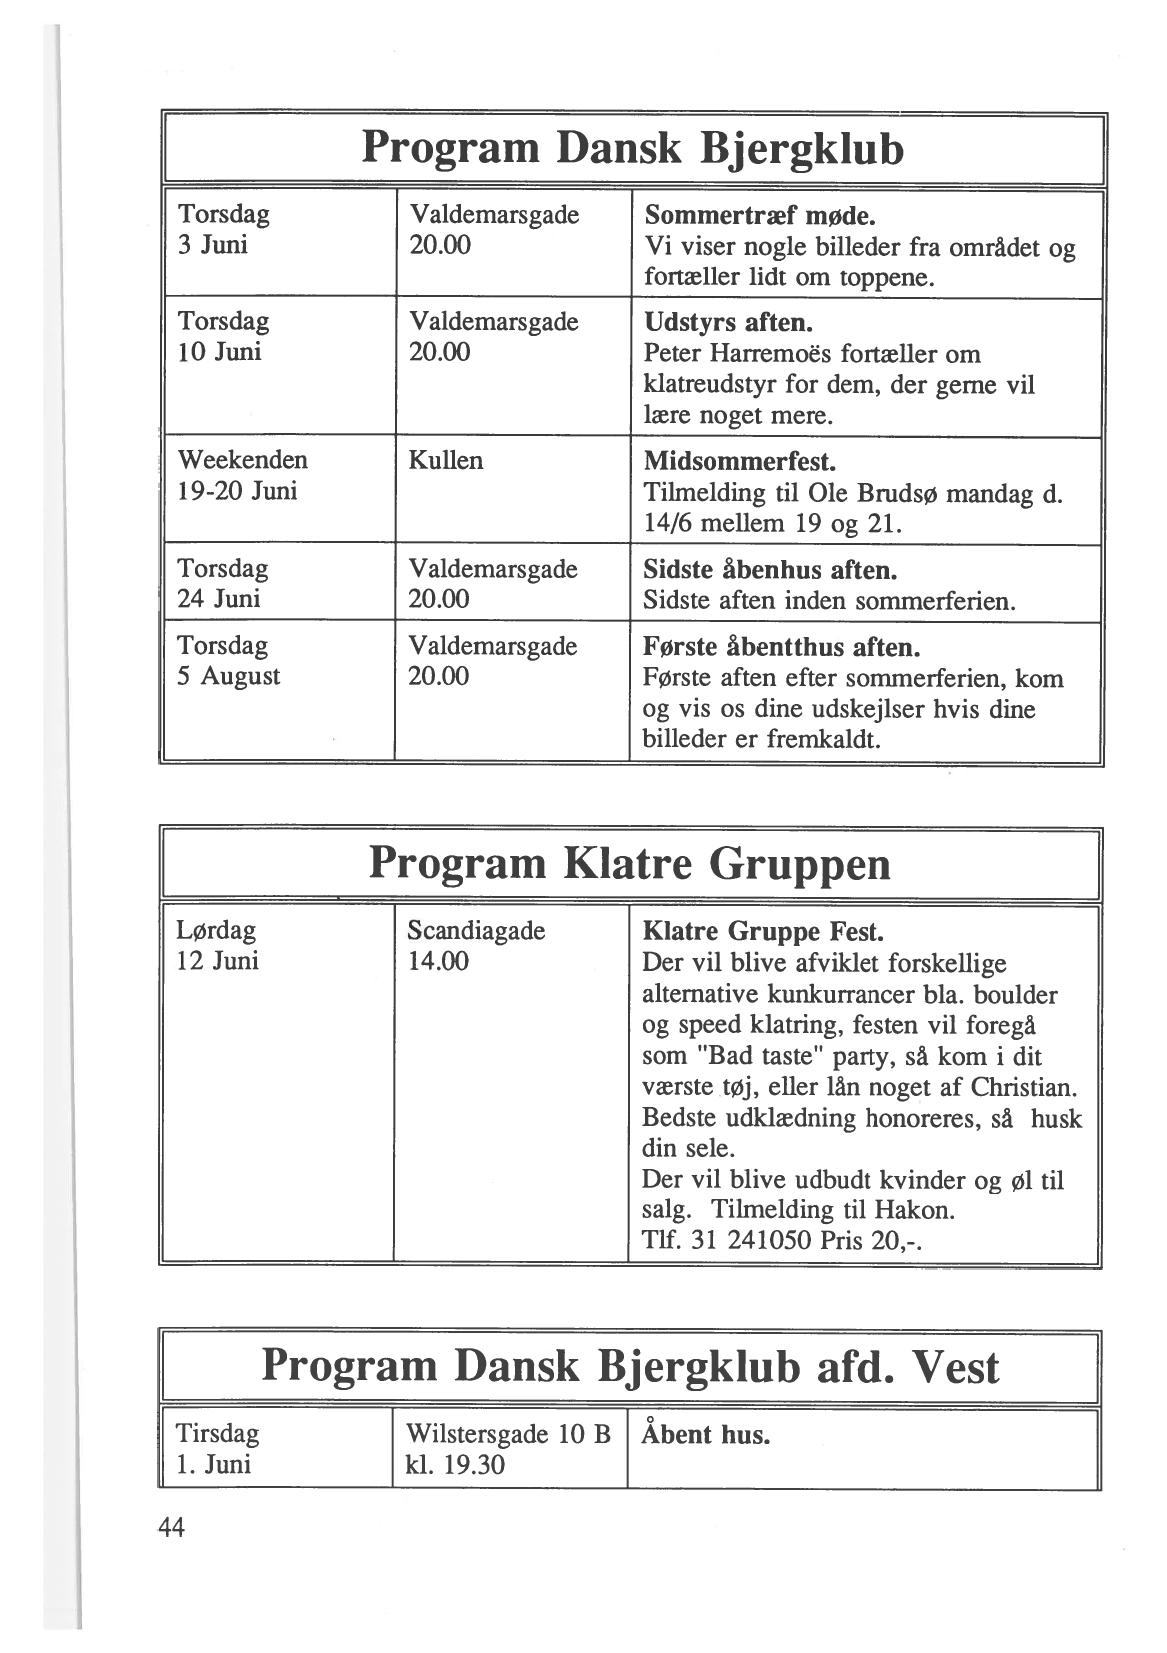 Program Dansk Bjergklub
Torsdag
3 Juni
Valdemarsgade
20.00
Sommertræf møde.
Vi viser nogle billeder fra området og
fortæller lidt om toppene.
Torsdag
10 Juni
Valdemarsgade
20.00
Udstyrs aften.
Peter Harremoës fortæller om
klatreudstyr for dem, der gerne vil
lære noget mere.
Weekenden
19-20 Juni
Kullen
Midsommerfest.
Tilmelding til Ole Brudsø mandag d.
14/6 mellem 19 og 21.
Torsdag
24 Juni
Valdemarsgade
20.00
Sidste åbenhus aften.
Sidste aften inden sommerferien.
Torsdag
5 August
Valdemarsgade
20.00
Første åbentthus aften.
Første aften efter sommerferien, kom
og vis os dine udskejlser hvis dine
billeder er fremkaldt.
Program Klatre Gruppen
Lørdag
12 Juni
Scandiagade
14.00
Klatre Gruppe Fest.
Der vil blive afviklet forskellige
alternative kunkurrancer bla. boulder
og speed klatring, festen vil foregå
som "Bad taste" party, så kom i dit
værste tøj, eller lån noget af Christian.
Bedste udklædning honoreres, så husk
din sele.
Der vil blive udbudt kvinder og øl til
salg. Tilmelding til Hakon.
Tlf. 31 241050 Pris 20,-.
Program Dansk Bjergklub afd. Vest
Tirsdag
1. Juni
Wilstersgade 10 B
kl. 19.30
Åbent hus.
44